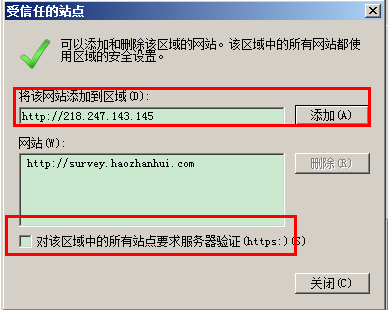 受信任的站点
可以添加和删除该区域的网站。该区域中的所有网站都使
用区域的安全设置。
将该网站添加到区域(D):
http://218.247.143.145
添加(A)
网站(W):
http://survey.haozhanhui.com
删除(R)
对该区域中的所有站点要求服务器验证(https:)(S)
关闭(C)